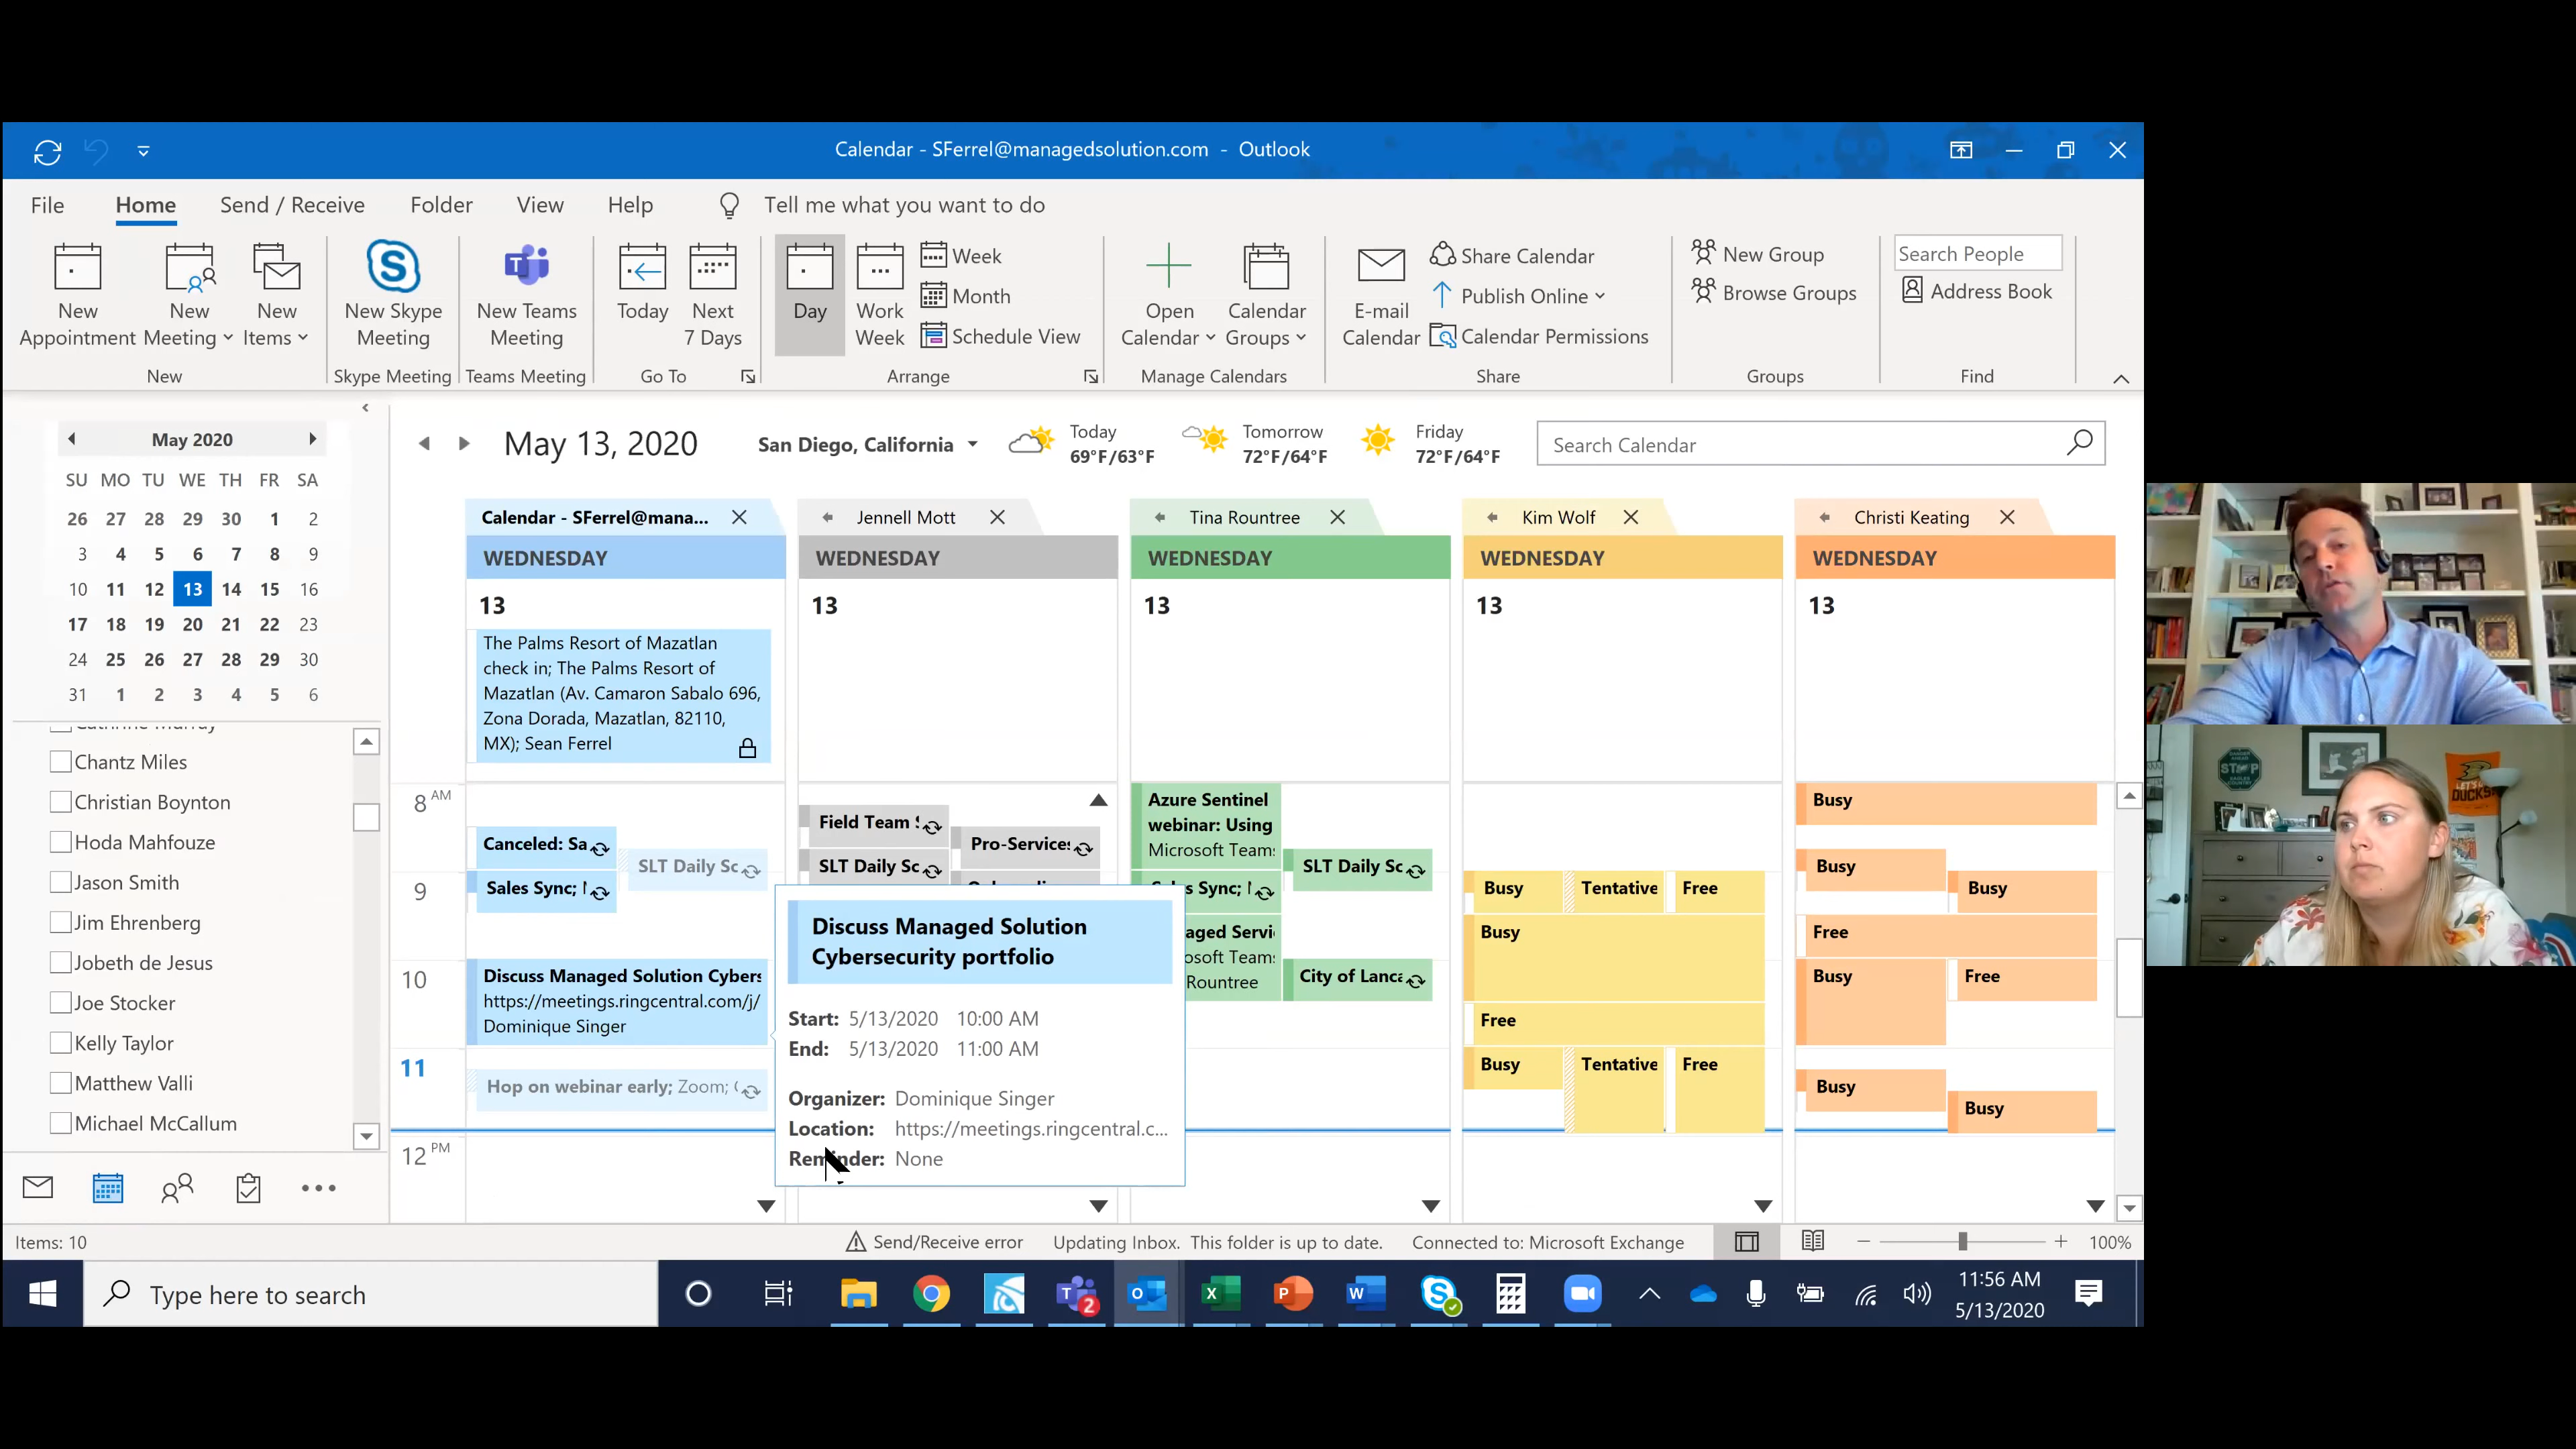 Calendar - SFerrel@managedsolution.com - Outlook
File Home Send / Receive Folder View Help Tell me what you want to do
New Appointment
New Meeting
New Items
New Skype Meeting
New Teams Meeting
Today
Next 7 Days
Day
Work Week
Week
Month
Schedule View
Open Calendar
Calendar Groups
E-mail Calendar
Share Calendar
Publish Online
Calendar Permissions
New Group
Browse Groups
Search People
Address Book
New Skype Meeting Teams Meeting Go To Arrange Manage Calendars Share Groups Find
May 2020
SU MO TU WE TH FR SA
26 27 28 29 30 1 2
3 4 5 6 7 8 9
10 11 12 13 14 15 16
17 18 19 20 21 22 23
24 25 26 27 28 29 30
31 1 2 3 4 5 6
Chantz Miles
Christian Boynton
Hoda Mahfouze
Jason Smith
Jim Ehrenberg
Jobeth de Jesus
Joe Stocker
Kelly Taylor
Matthew Valli
Michael McCallum
May 13, 2020
San Diego, California
Today
69°F/63°F
Tomorrow
72°F/64°F
Friday
72°F/64°F
Search Calendar
Calendar - SFerrel@mana...
Jennell Mott
Tina Rountree
Kim Wolf
Christi Keating
WEDNESDAY WEDNESDAY WEDNESDAY WEDNESDAY WEDNESDAY
13 13 13 13 13
The Palms Resort of Mazatlan
check in; The Palms Resort of
Mazatlan (Av. Camaron Sabalo 696,
Zona Dorada, Mazatlan, 82110,
MX); Sean Ferrel
8 AM
9
10
11
12 PM
Canceled: Sa
SLT Daily Sc
Sales Sync;
Discuss Managed Solution Cybers
https://meetings.ringcentral.com/j/
Dominique Singer
Hop on webinar early; Zoom;
Field Team
Pro-Services
SLT Daily Sc
Discuss Managed Solution
Cybersecurity portfolio
Start: 5/13/2020 10:00 AM
End: 5/13/2020 11:00 AM
Organizer: Dominique Singer
Location: https://meetings.ringcentral.c...
Reminder: None
Azure Sentinel
webinar: Using
Microsoft Teams
SLT Daily Sc
s Sync;
aged Servi
osoft Teams
Rountree
City of Lanca
Busy Tentative Free
Busy
Free
Busy Tentative Free
Busy
Busy
Busy
Free
Busy
Free
Busy
Busy
Items: 10
Send/Receive error
Updating Inbox. This folder is up to date.
Connected to: Microsoft Exchange
100%
Type here to search
2
11:56 AM
5/13/2020
STOP
LET'S
DUCKS